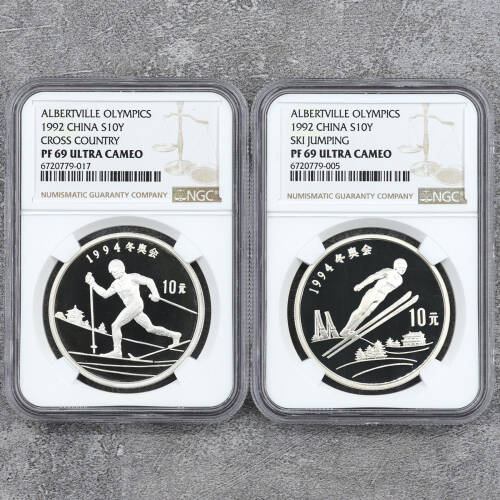 ALBERTVILLE OLYMPICS
1992 CHINA S10Y
CROSS COUNTRY
PF 69 ULTRA CAMEO
6720779-017
NUMISMATIC GUARANTY COMPANY
NGC
1994冬奥会
10元
ALBERTVILLE OLYMPICS
1992 CHINA S10Y
SKI JUMPING
PF 69 ULTRA CAMEO
6720779-005
NUMISMATIC GUARANTY COMPANY
NGC
1994冬奥会
10元